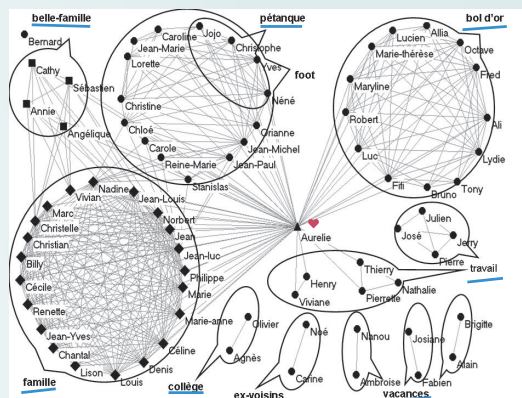 belle-famille
pétanque
bol d'or
Bernard
Cathy
Sébastien
Annie
Angélique
Caroline
Jojo
Jean-Marie
Christophe
Lorette
Yves
foot
Christine
Néné
Chloé
Orianne
Carole
Jean-Michel
Reine-Marie
Jean-Paul
Stanislas
Lucien
Allia
Marie-thérèse
Octave
Fred
Maryline
Robert
Ali
Luc
Lydie
Fifi
Bruno
Tony
Nadine
Vivian
Jean-Louis
Marc
Norbert
Christelle
Jean
Christian
Jean-luc
Billy
Philippe
Cécile
Marie
Renette
Marie-anne
Jean-Yves
Céline
Chantal
Denis
Lison
Louis
famille
Aurelie
Julien
José
Jerry
Pierre
Thierry
travail
Henry
Nathalie
Viviane
Pierrette
Olivier
Agnès
collège
Noé
Carine
ex-voisins
Nanou
Ambroise
Josiane
Fabien
Brigitte
Alain
vacances